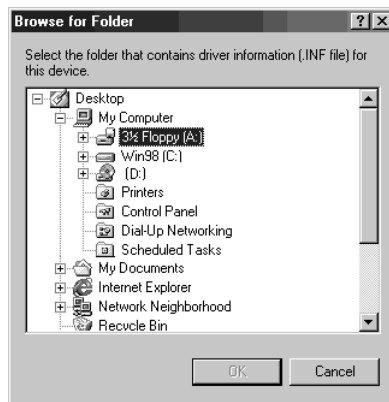 Browse for Folder
Select the folder that contains driver information (.INF file) for
this device.
Desktop
My Computer
3½ Floppy (A:)
Win98 (C:)
(D:)
Printers
Control Panel
Dial-Up Networking
Scheduled Tasks
My Documents
Internet Explorer
Network Neighborhood
Recycle Bin
OK
Cancel